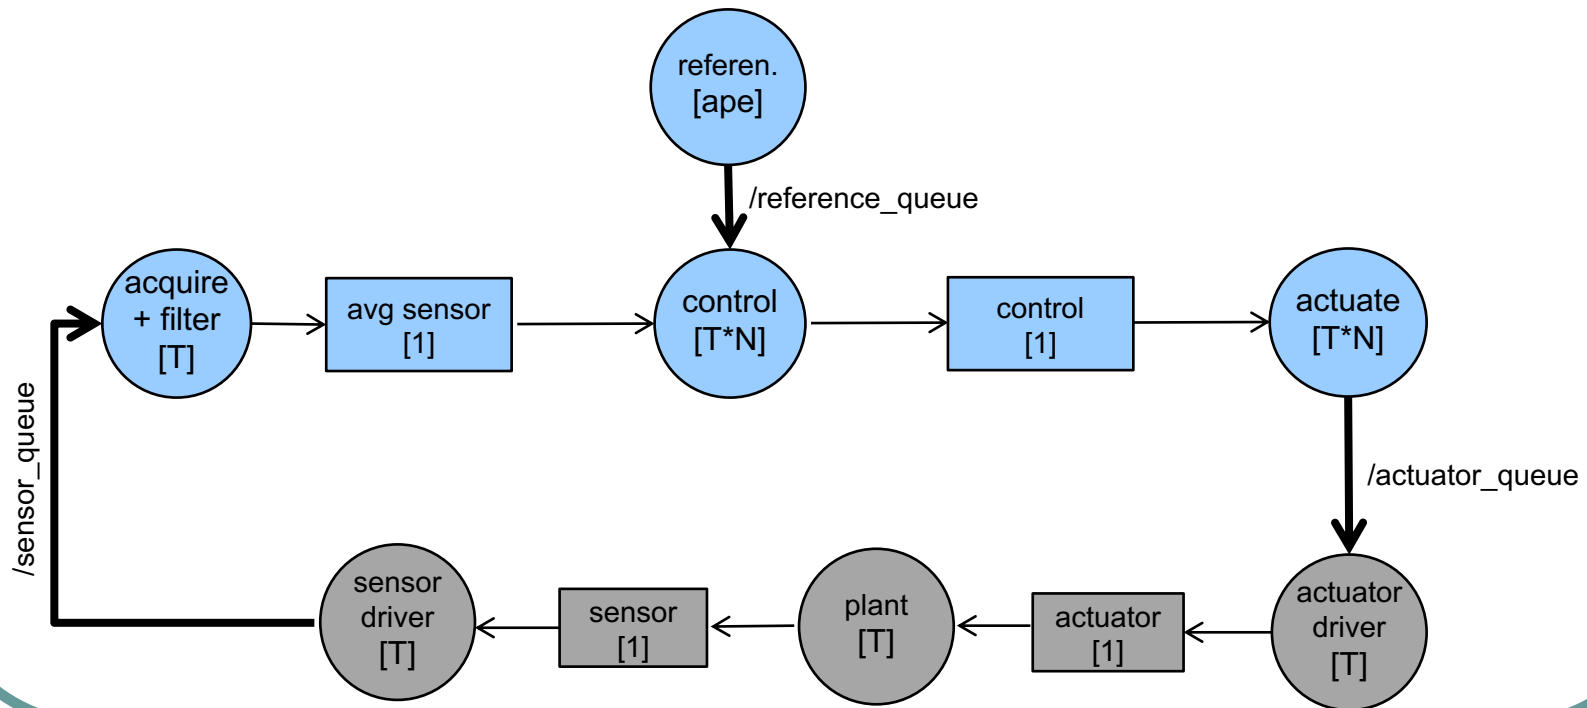 referen.
[ape]
/reference_queue
acquire
+ filter
[T]
avg sensor
[1]
control
[T*N]
control
[1]
actuate
[T*N]
/sensor_queue
/actuator_queue
sensor
driver
[T]
sensor
[1]
plant
[T]
actuator
[1]
actuator
driver
[T]